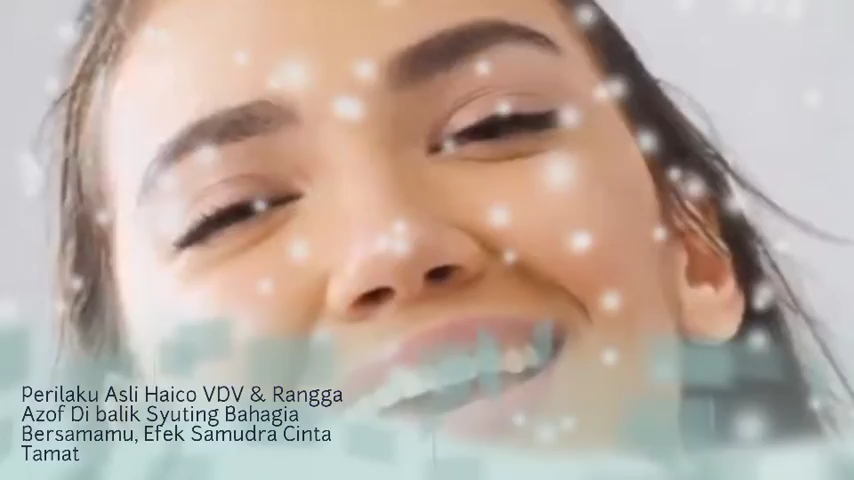 Perilaku Asli Haico VDV & Rangga
Azof Di balik Syuting Bahagia
Bersamamu, Efek Samudra Cinta
Tamat